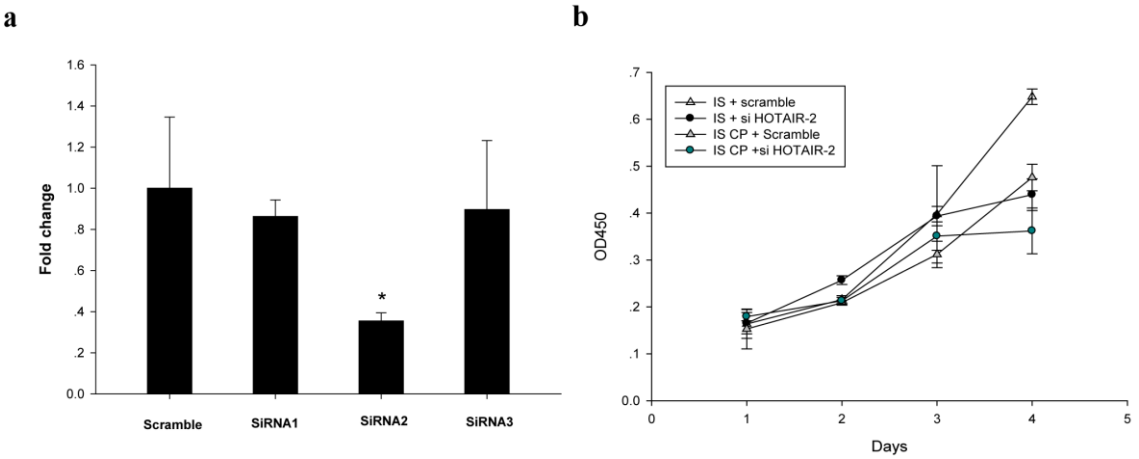 a
1.6
1.4
1.2
1.0
.8
.6
.4
.2
0.0
Fold change
*
Scramble SiRNA1 SiRNA2 SiRNA3
b
.7
.6
.5
.4
.3
.2
.1
0.0
OD450
IS + scramble
IS + si HOTAIR-2
IS CP + Scramble
IS CP +si HOTAIR-2
0 1 2 3 4 5
Days